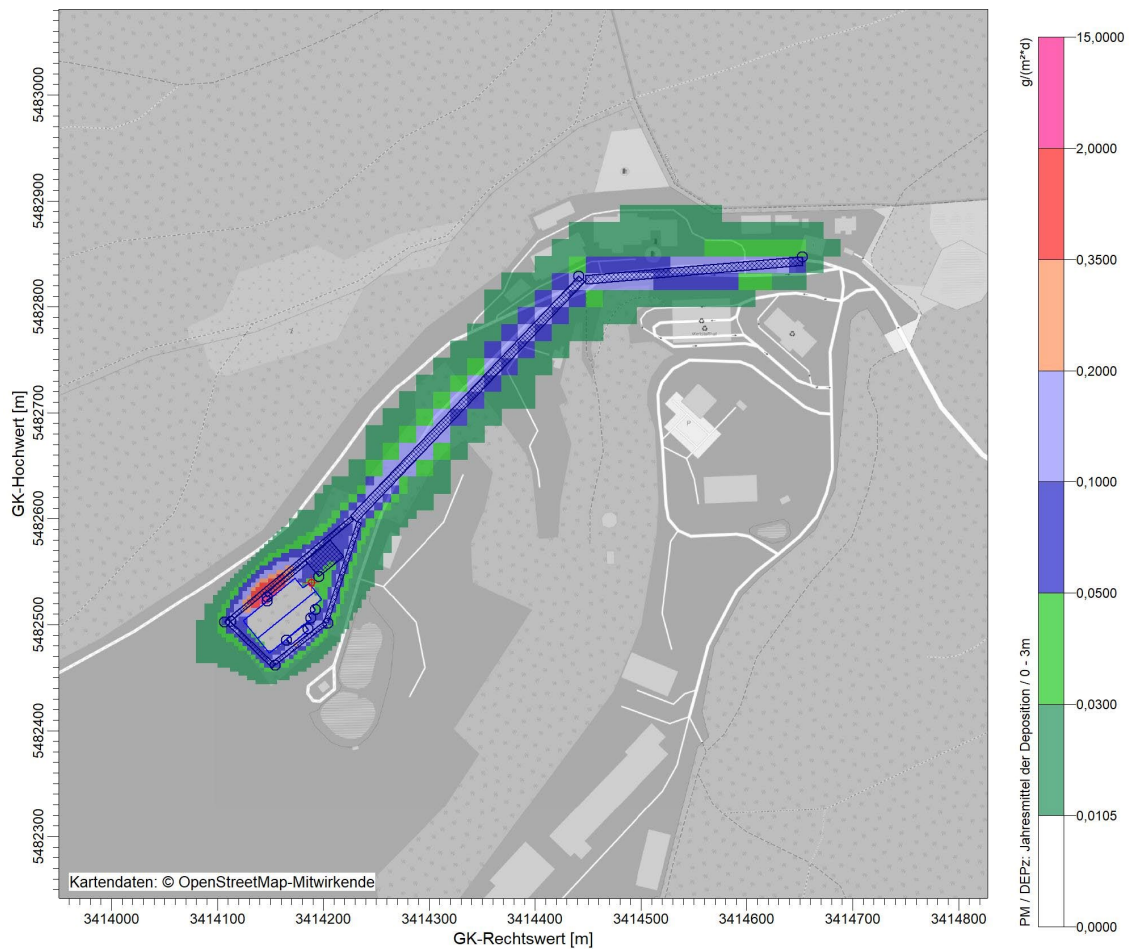 g/(m²*d)
15,0000
2,0000
0,3500
0,2000
0,1000
0,0500
0,0300
0,0105
0,0000
PM / DEPz: Jahresmittel der Deposition / 0 - 3m
GK-Hochwert [m]
5483000
5482900
5482800
5482700
5482600
5482500
5482400
5482300
P
Kartendaten: © OpenStreetMap-Mitwirkende
3414000 3414100 3414200 3414300 3414400 3414500 3414600 3414700 3414800
GK-Rechtswert [m]